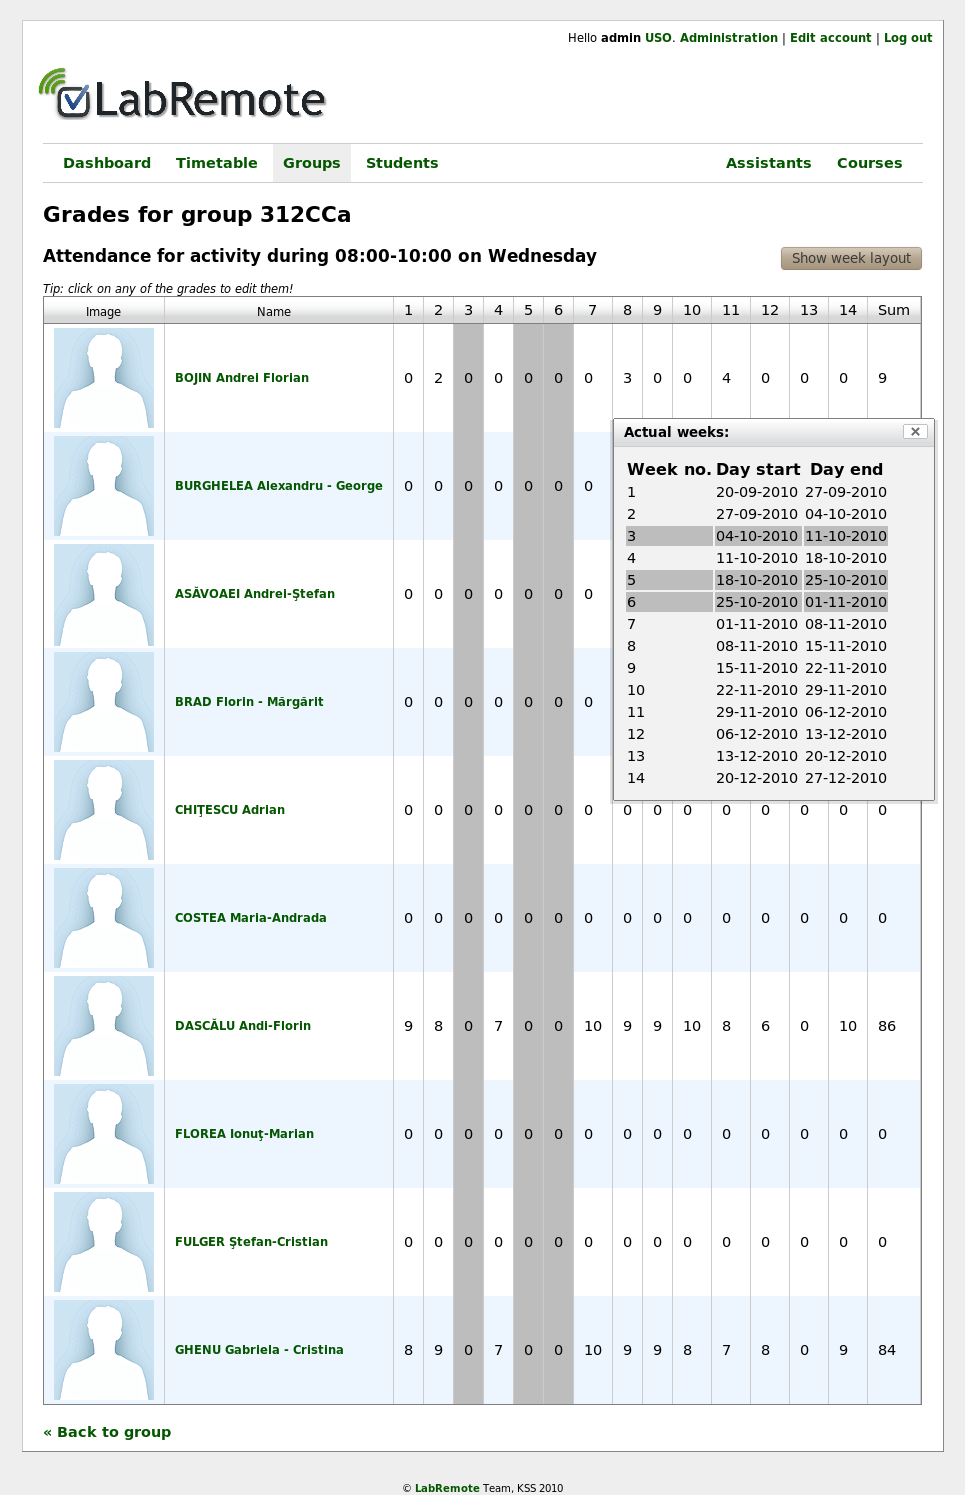 Hello admin USO. Administration | Edit account | Log out
LabRemote
Dashboard Timetable Groups Students Assistants Courses
Grades for group 312CCa
Attendance for activity during 08:00-10:00 on Wednesday
Show week layout
Tip: click on any of the grades to edit them!
Image Name 1 2 3 4 5 6 7 8 9 10 11 12 13 14 Sum
BOJIN Andrei Florian 0 2 0 0 0 0 0 3 0 0 4 0 0 0 9
BURGHELEA Alexandru - George 0 0 0 0 0 0 0
ASĂVOAEI Andrei-Ştefan 0 0 0 0 0 0 0
BRAD Florin - Mărgărit 0 0 0 0 0 0 0
Actual weeks:
Week no. Day start Day end
1 20-09-2010 27-09-2010
2 27-09-2010 04-10-2010
3 04-10-2010 11-10-2010
4 11-10-2010 18-10-2010
5 18-10-2010 25-10-2010
6 25-10-2010 01-11-2010
7 01-11-2010 08-11-2010
8 08-11-2010 15-11-2010
9 15-11-2010 22-11-2010
10 22-11-2010 29-11-2010
11 29-11-2010 06-12-2010
12 06-12-2010 13-12-2010
13 13-12-2010 20-12-2010
14 20-12-2010 27-12-2010
CHIŢESCU Adrian 0 0 0 0 0 0 0 0 0 0 0 0 0 0 0
COSTEA Maria-Andrada 0 0 0 0 0 0 0 0 0 0 0 0 0 0 0
DASCĂLU Andi-Florin 9 8 0 7 0 0 10 9 9 10 8 6 0 10 86
FLOREA Ionuţ-Marian 0 0 0 0 0 0 0 0 0 0 0 0 0 0 0
FULGER Ştefan-Cristian 0 0 0 0 0 0 0 0 0 0 0 0 0 0 0
GHENU Gabriela - Cristina 8 9 0 7 0 0 10 9 9 8 7 8 0 9 84
« Back to group
© LabRemote Team, KSS 2010